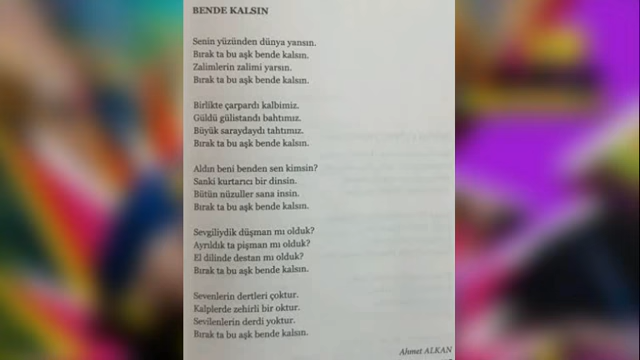 BENDE KALSIN
Senin yüzünden dünya yansın.
Bırak ta bu aşk bende kalsın.
Zalimlerin zalimi yarsın.
Bırak ta bu aşk bende kalsın.
Birlikte çarpardı kalbimiz.
Güldü gülistandı bahtımız.
Büyük saraydaydı tahtımız.
Bırak ta bu aşk bende kalsın.
Aldın beni benden sen kimsin?
Sanki kurtarıcı bir dinsin.
Bütün nüzuller sana insin.
Bırak ta bu aşk bende kalsın.
Sevgiliydik düşman mı olduk?
Ayrıldık ta pişman mı olduk?
El dilinde destan mı olduk?
Bırak ta bu aşk bende kalsın.
Sevenlerin dertleri çoktur.
Kalplerde zehirli bir oktur.
Sevilenlerin derdi yoktur.
Bırak ta bu aşk bende kalsın.
Ahmet ALKAN